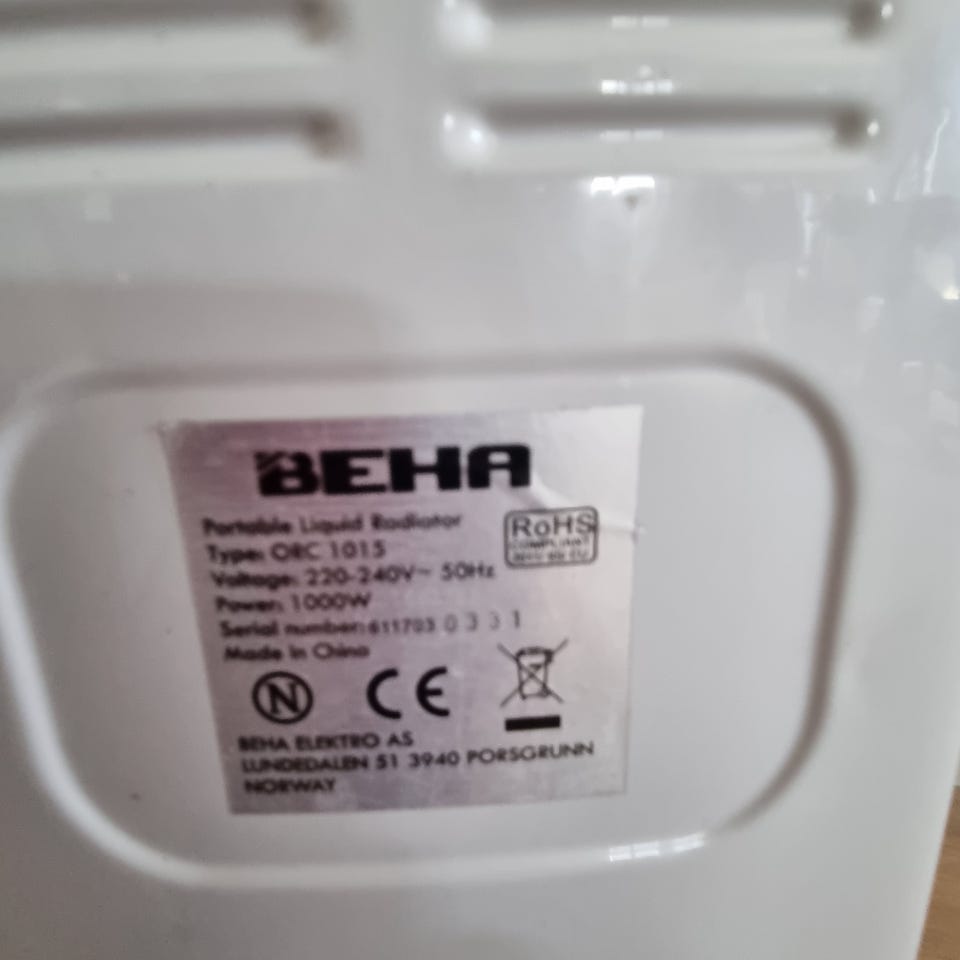 BEHA
Portable Liquid Radiator
Type: ORC 1015
Voltage: 220-240V~ 50Hz
Power: 1000W
Serial number: 611703 0331
Made in China
RoHS
COMPLIANT
N
CE
BEHA ELEKTRO AS
LUNDEDALEN 51 3940 PORSGRUNN
NORWAY